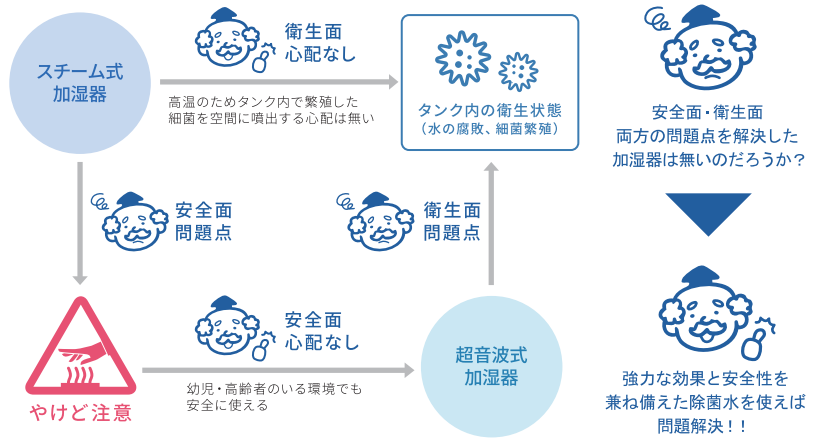 スチーム式
加湿器
衛生面
心配なし
高温のためタンク内で繁殖した
細菌を空間に噴出する心配は無い
タンク内の衛生状態
（水の腐敗、細菌繁殖）
安全面
問題点
衛生面
問題点
やけど注意
安全面
心配なし
幼児・高齢者のいる環境でも
安全に使える
超音波式
加湿器
安全面・衛生面
両方の問題点を解決した
加湿器は無いのだろうか？
強力な効果と安全性を
兼ね備えた除菌水を使えば
問題解決！！